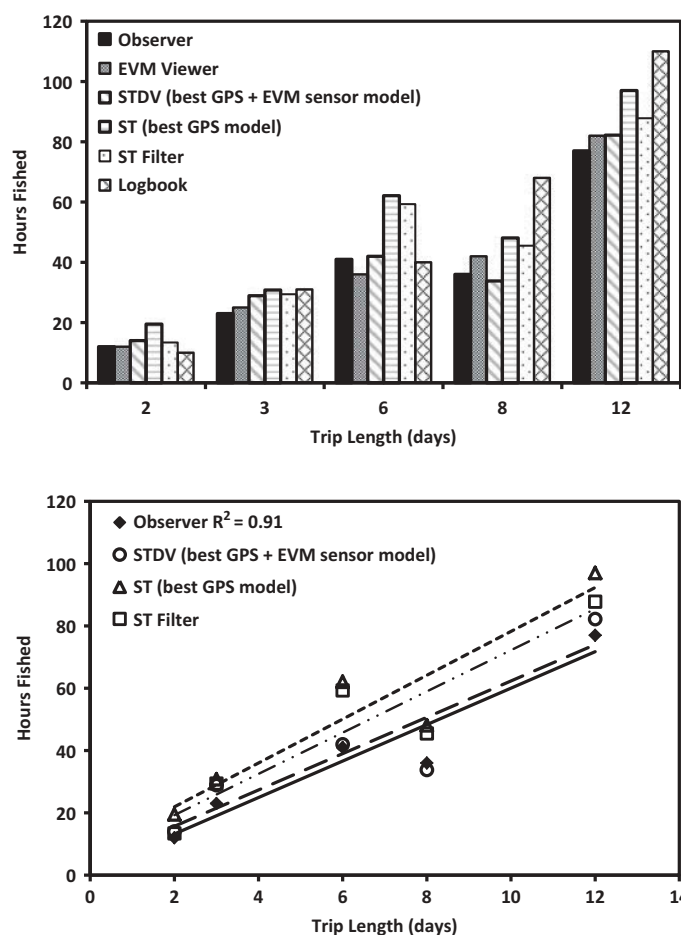 120
100
80
60
40
20
0
Hours Fished
Observer
EVM Viewer
STDV (best GPS + EVM sensor model)
ST (best GPS model)
ST Filter
Logbook
2 3 6 8 12
Trip Length (days)
120
100
80
60
40
20
0
Hours Fished
Observer R² = 0.91
STDV (best GPS + EVM sensor model)
ST (best GPS model)
ST Filter
0 2 4 6 8 10 12 14
Trip Length (days)